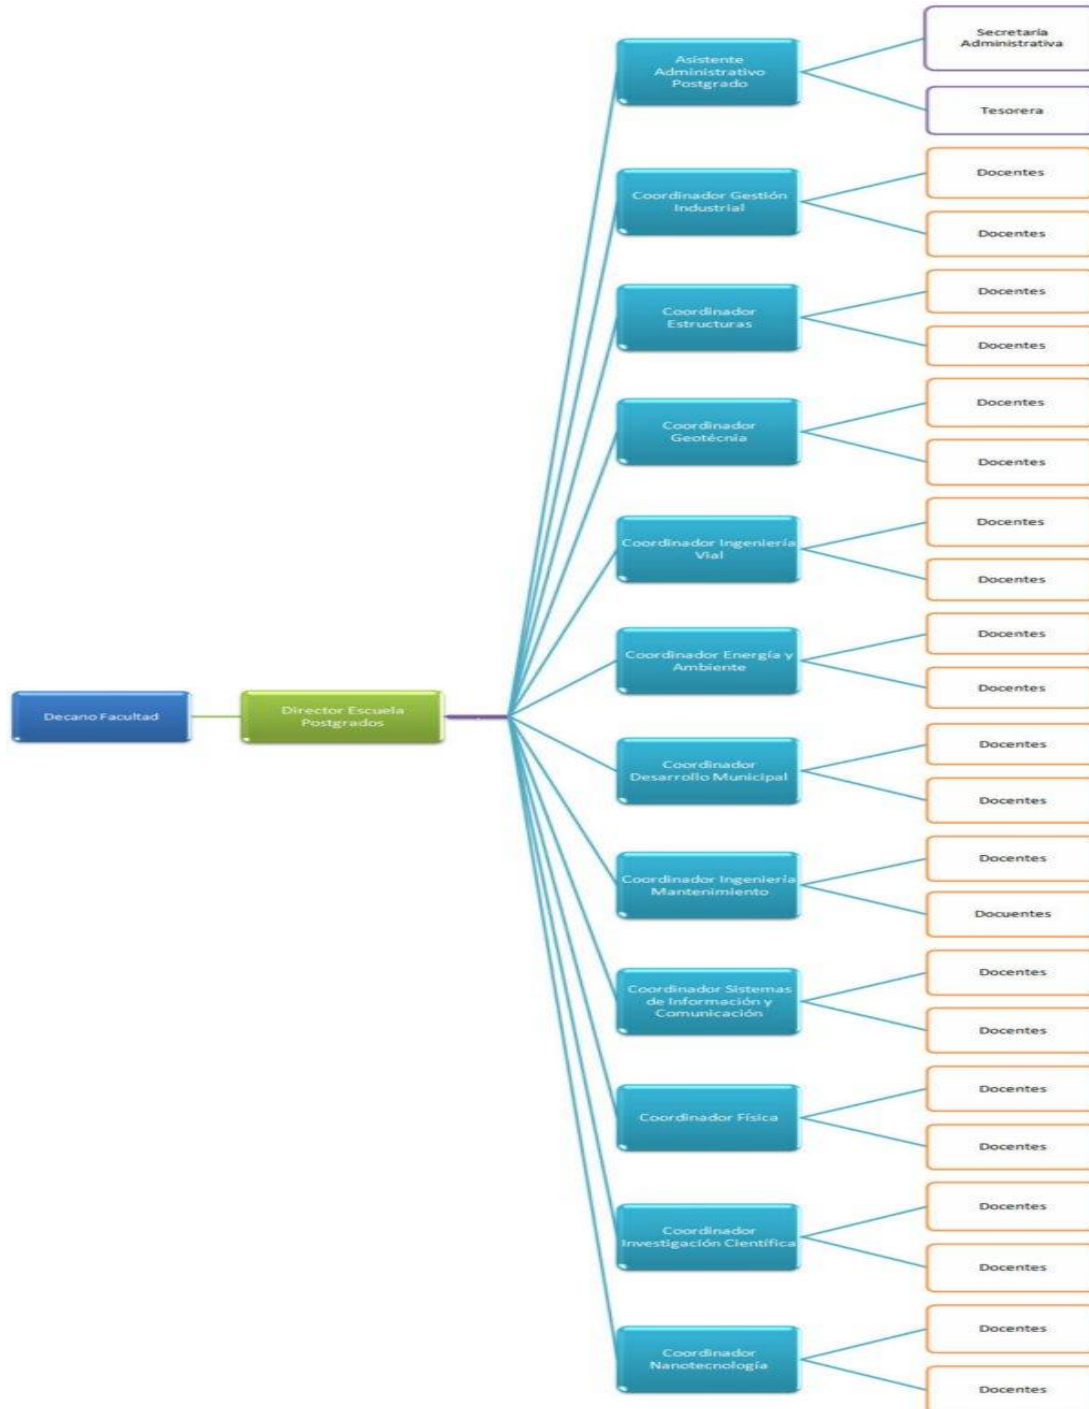 Decano Facultad
Director Escuela
Postgrados
Asistente
Administrativo
Postgrado
Secretaría
Administrativa
Tesorera
Coordinador Gestión
Industrial
Docentes
Docentes
Coordinador
Estructuras
Docentes
Docentes
Coordinador
Geotécnia
Docentes
Docentes
Coordinador Ingeniería
Vial
Docentes
Docentes
Coordinador Energía y
Ambiente
Docentes
Docentes
Coordinador
Desarrollo Municipal
Docentes
Docentes
Coordinador Ingeniería
Mantenimiento
Docentes
Docuentes
Coordinador Sistemas
de Información y
Comunicación
Docentes
Docentes
Coordinador Física
Docentes
Docentes
Coordinador
Investigación Científica
Docentes
Docentes
Coordinador
Nanotecnología
Docentes
Docentes